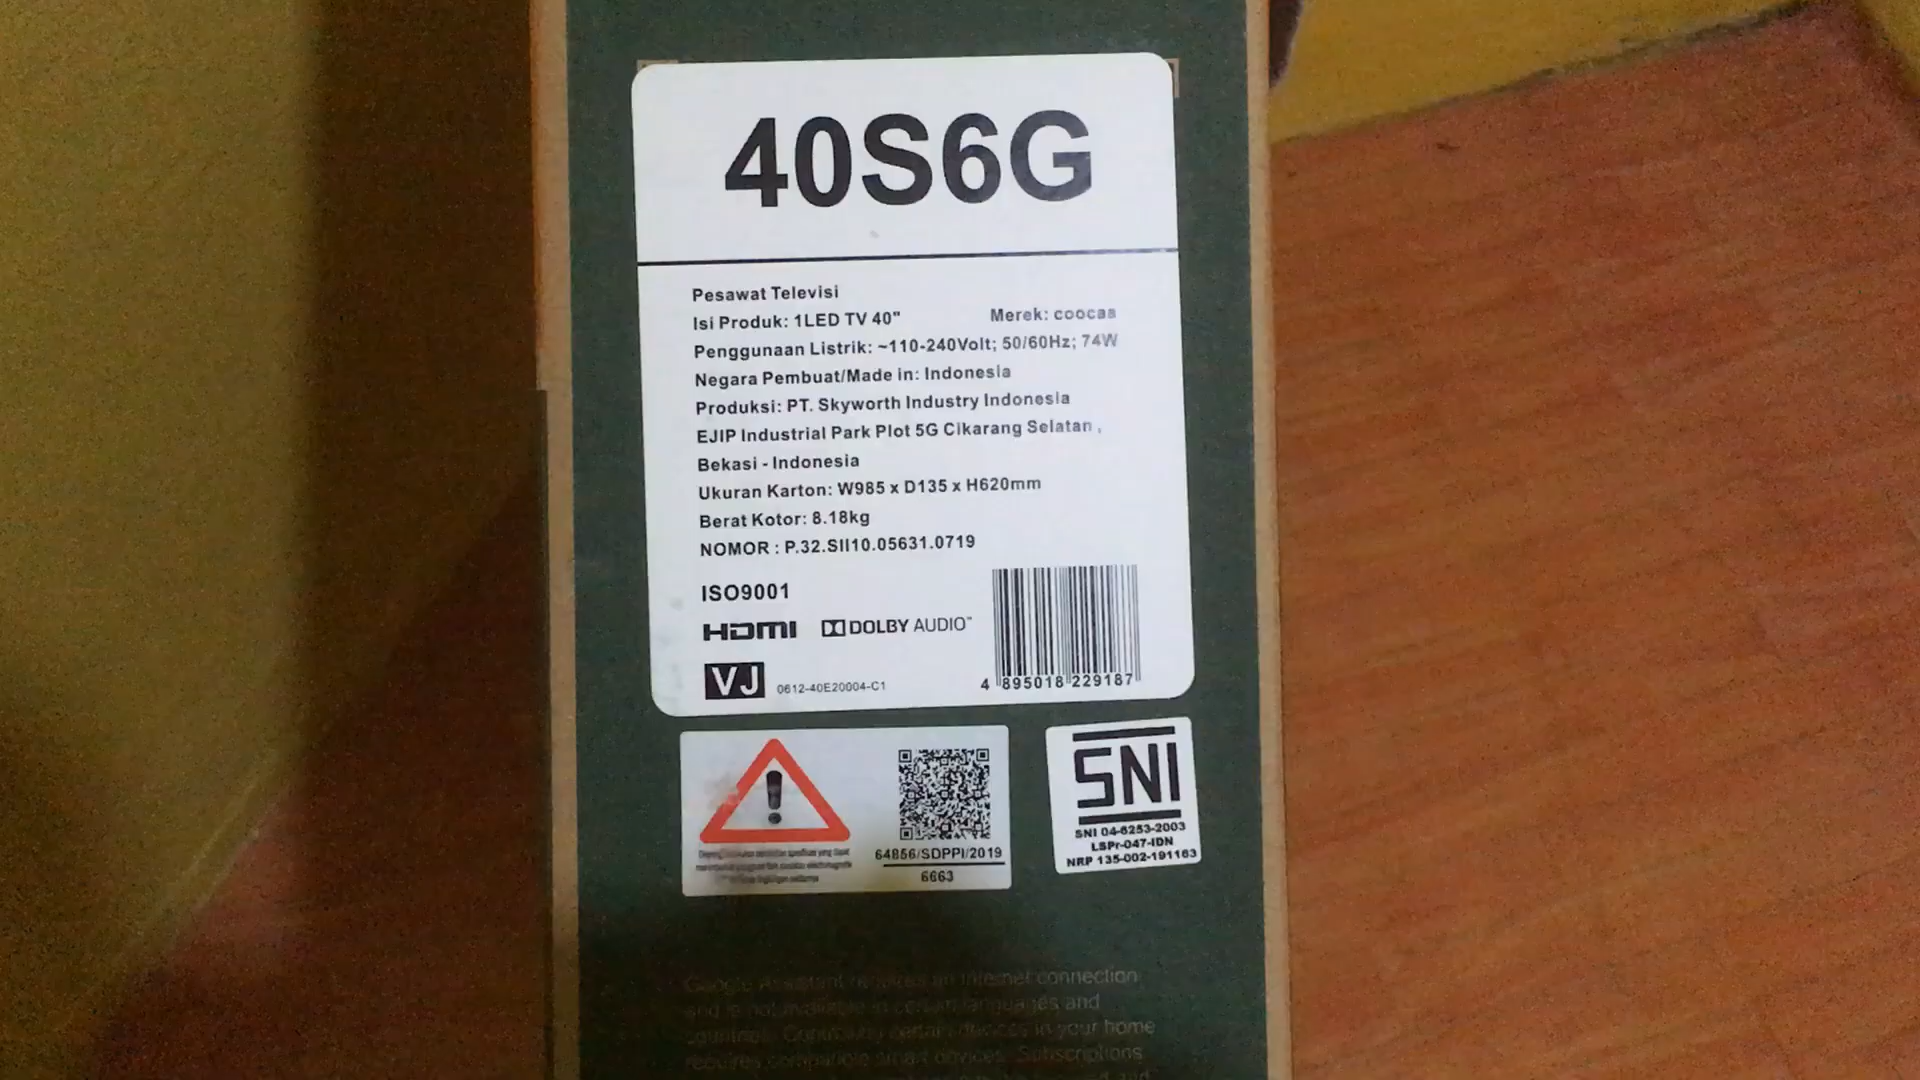 40S6G
Pesawat Televisi
Isi Produk: 1LED TV 40" Merek: coocaa
Penggunaan Listrik: ~110-240Volt; 50/60Hz; 74W
Negara Pembuat/Made in: Indonesia
Produksi: PT. Skyworth Industry Indonesia
EJIP Industrial Park Plot 5G Cikarang Selatan ,
Bekasi - Indonesia
Ukuran Karton: W985 x D135 x H620mm
Berat Kotor: 8.18kg
NOMOR : P.32.SII10.05631.0719
ISO9001
HDMI DOLBY AUDIO™
VJ 0612-40E20004-C1
4 895018 229187
64856/SDPPI/2019
6663
SNI
SNI 04-6253-2003
LSPr-047-IDN
NRP 135-002-191163
Google Assistant requires an internet connection
and is not available in certain languages and
countries. Controlling certain devices in your home
requires compatible smart devices. Subscriptions